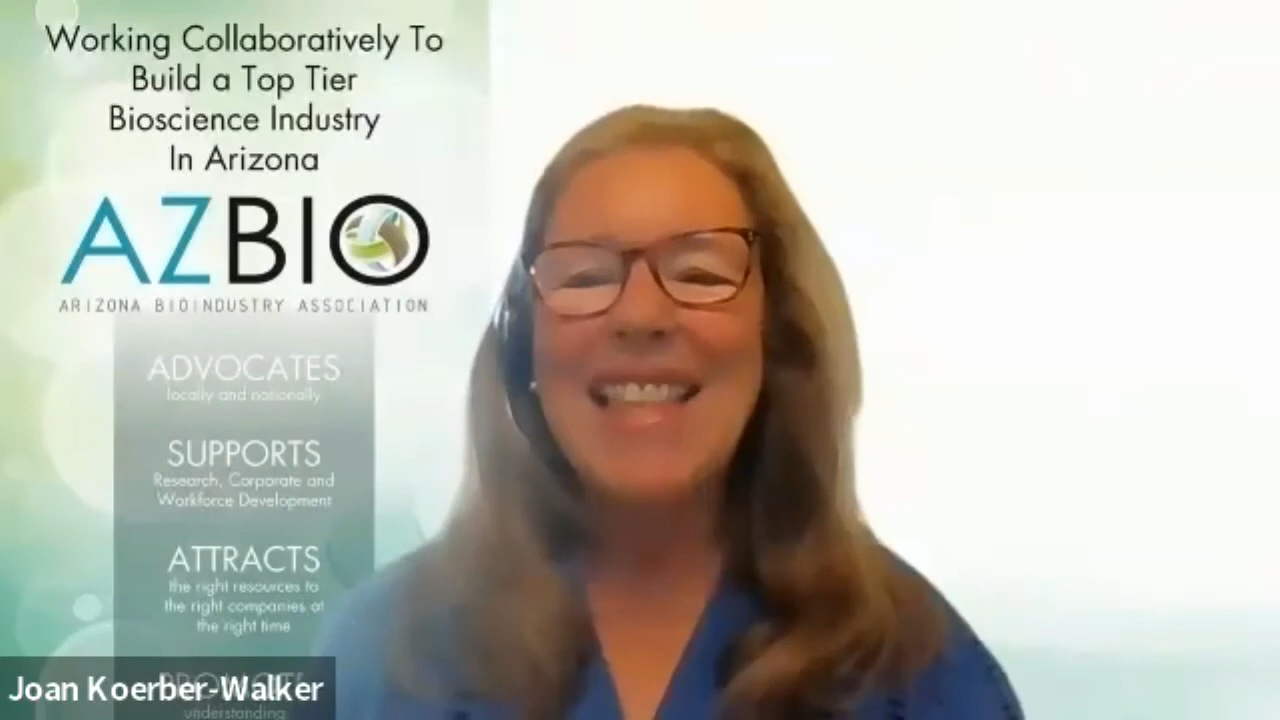 Working Collaboratively To
Build a Top Tier
Bioscience Industry
In Arizona
AZBIO
ARIZONA BIOINDUSTRY ASSOCIATION
ADVOCATES
locally and nationally
SUPPORTS
Research, Corporate and
Workforce Development
ATTRACTS
the right resources to
the right companies at
the right time
PROMOTES
Joan Koerber-Walker
understanding